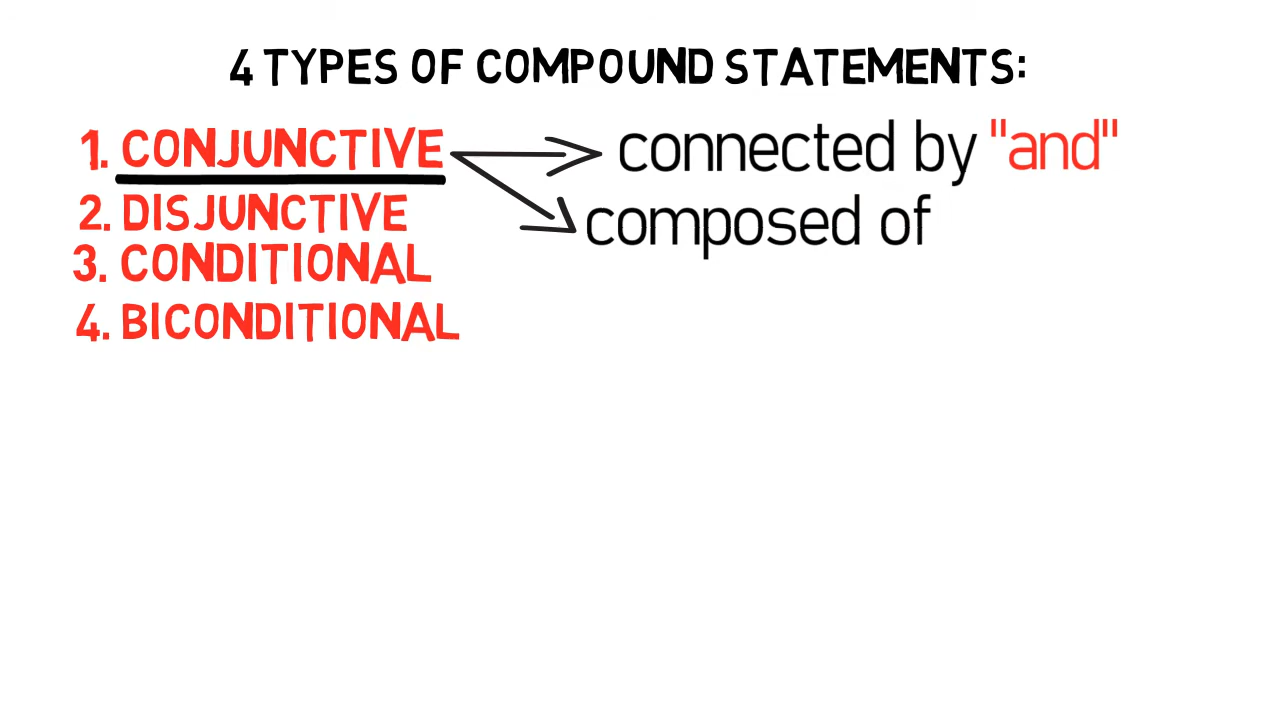 4 TYPES OF COMPOUND STATEMENTS:
1. CONJUNCTIVE
connected by "and"
composed of
2. DISJUNCTIVE
3. CONDITIONAL
4. BICONDITIONAL